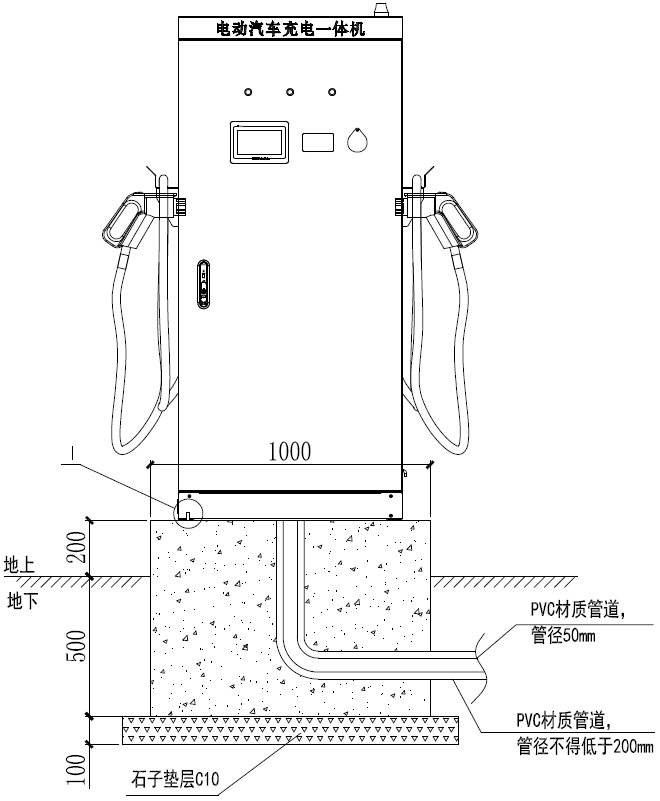 电动汽车充电一体机
I
1000
200
地上
地下
500
PVC材质管道,
管径50mm
PVC材质管道,
管径不得低于200mm
100
石子垫层C10